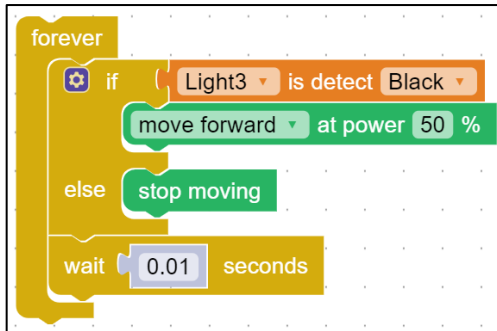 forever
if Light3 is detect Black
move forward at power 50 %
else stop moving
wait 0.01 seconds